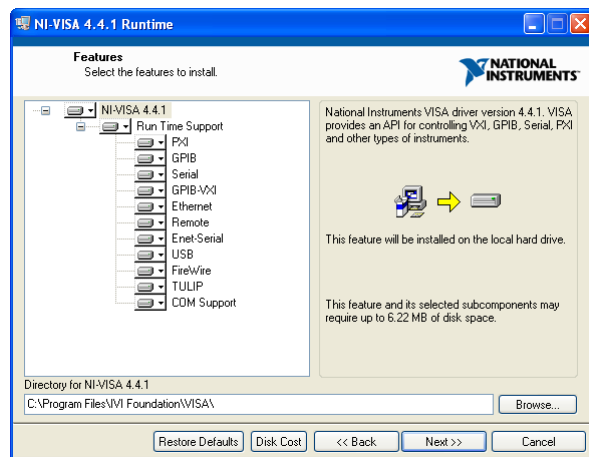 NI-VISA 4.4.1 Runtime
Features
Select the features to install.
NATIONAL
INSTRUMENTS
NI-VISA 4.4.1
Run Time Support
PXI
GPIB
Serial
GPIB-VXI
Ethernet
Remote
Enet-Serial
USB
FireWire
TULIP
COM Support
National Instruments VISA driver version 4.4.1. VISA
provides an API for controlling VXI, GPIB, Serial, PXI
and other types of instruments.
This feature will be installed on the local hard drive.
This feature and its selected subcomponents may
require up to 6.22 MB of disk space.
Directory for NI-VISA 4.4.1
C:\Program Files\IVI Foundation\VISA\
Browse...
Restore Defaults
Disk Cost
<< Back
Next >>
Cancel